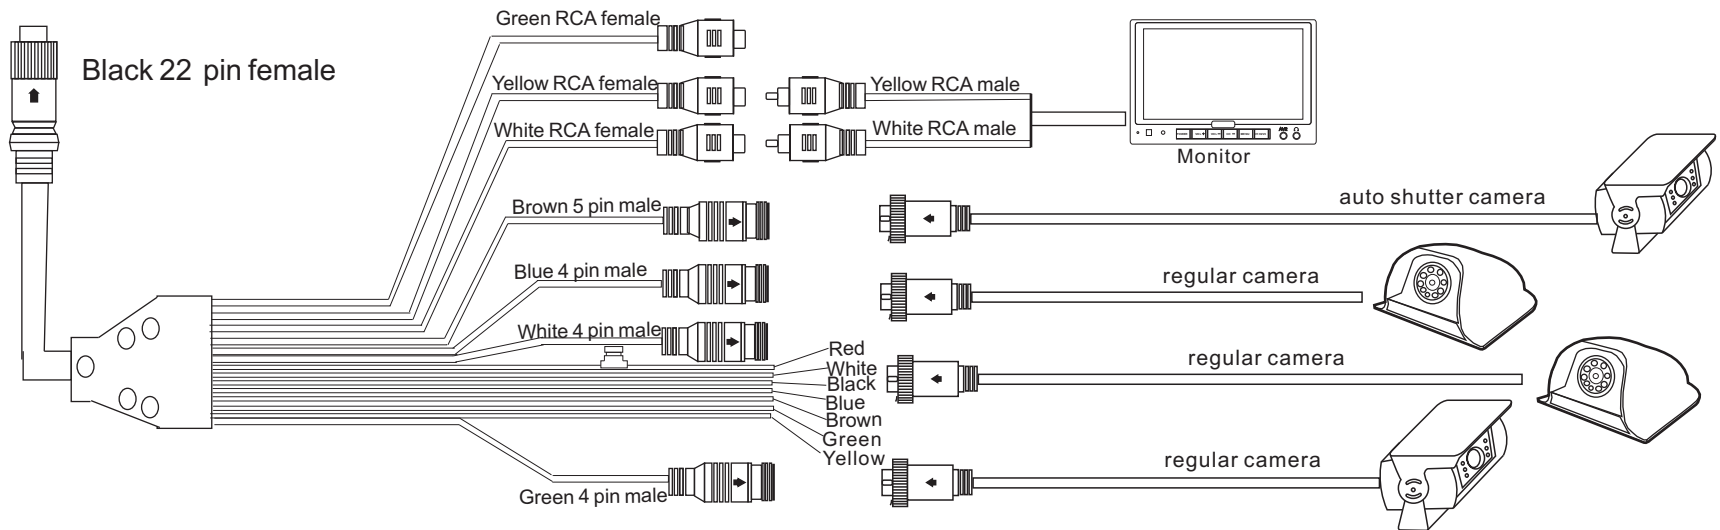 Green RCA female
Black 22 pin female
Yellow RCA female
Yellow RCA male
White RCA female
White RCA male
Monitor
Brown 5 pin male
auto shutter camera
Blue 4 pin male
regular camera
White 4 pin male
Red
White
Black
Blue
Brown
Green
Yellow
regular camera
Green 4 pin male
regular camera